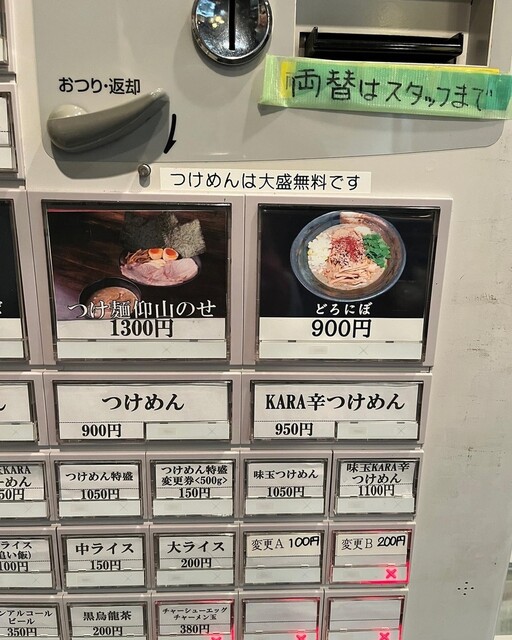 おつり・返却
両替はスタッフまで
つけめんは大盛無料です
つけ麺仰山のせ
1300円
どろにぼ
900円
つけめん
900円
KARA辛つけめん
950円
つけめん特盛
1050円
つけめん特盛
変更券<500g>
150円
味玉つけめん
1050円
味玉KARA辛
つけめん
1100円
中ライス
150円
大ライス
200円
変更A 100円
変更B 200円
ビール
350円
黒烏龍茶
200円
チャーシューエッグ
チャーメン玉
380円